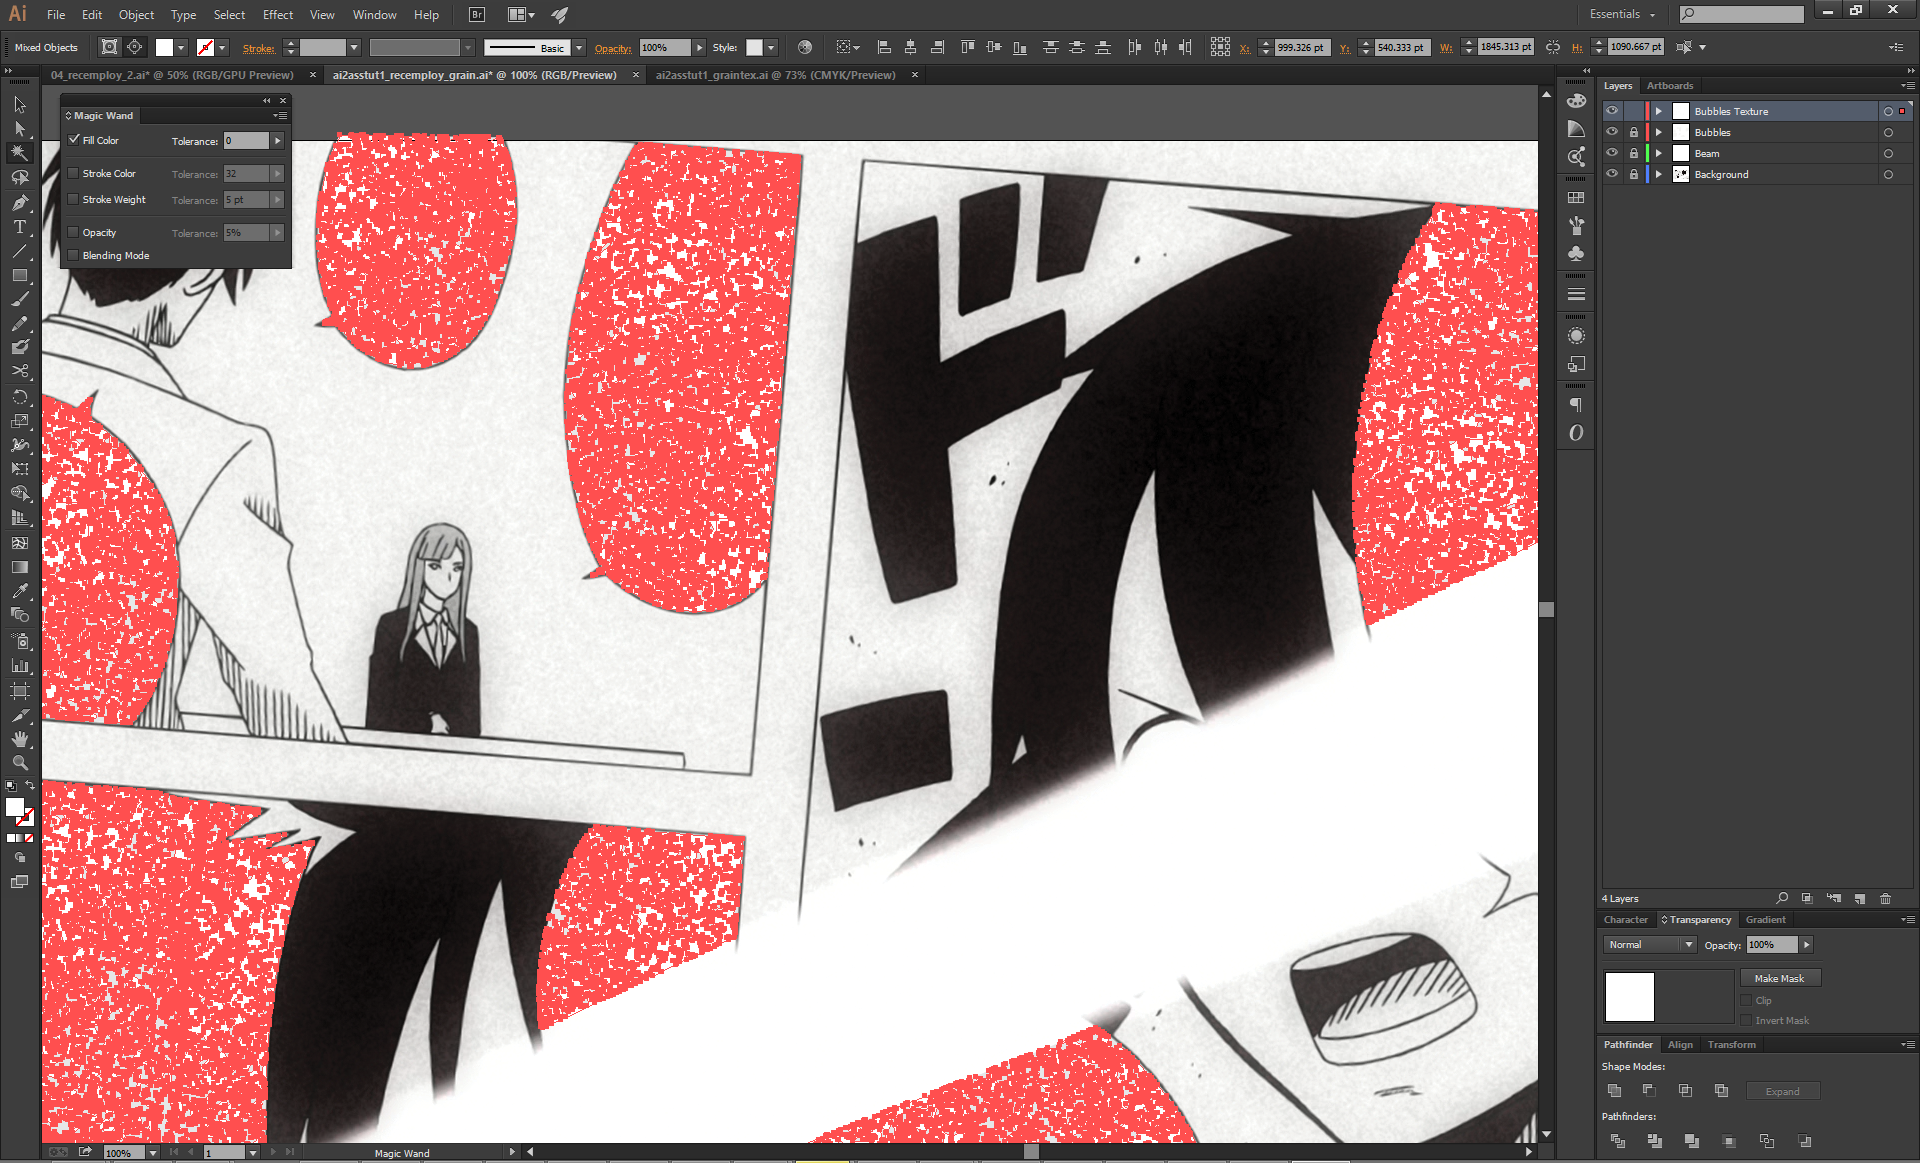 Ai File Edit Object Type Select Effect View Window Help Br Essentials
Mixed Objects Stroke: Basic Opacity: 100% Style: X: 999.326 pt Y: 540.333 pt W: 1845.313 pt H: 1090.667 pt
04_recemploy_2.ai* @ 50% (RGB/GPU Preview) × ai2asstut1_recemploy_grain.ai* @ 100% (RGB/Preview) × ai2asstut1_graintex.ai @ 73% (CMYK/Preview) ×
Magic Wand
Fill Color Tolerance: 0
Stroke Color Tolerance: 32
Stroke Weight Tolerance: 5 pt
Opacity Tolerance: 5%
Blending Mode
Layers Artboards
Bubbles Texture
Bubbles
Beam
Background
4 Layers
Character Transparency Gradient
Normal Opacity: 100%
Make Mask
Clip
Invert Mask
Pathfinder Align Transform
Shape Modes:
Expand
Pathfinders:
100% 1 Magic Wand